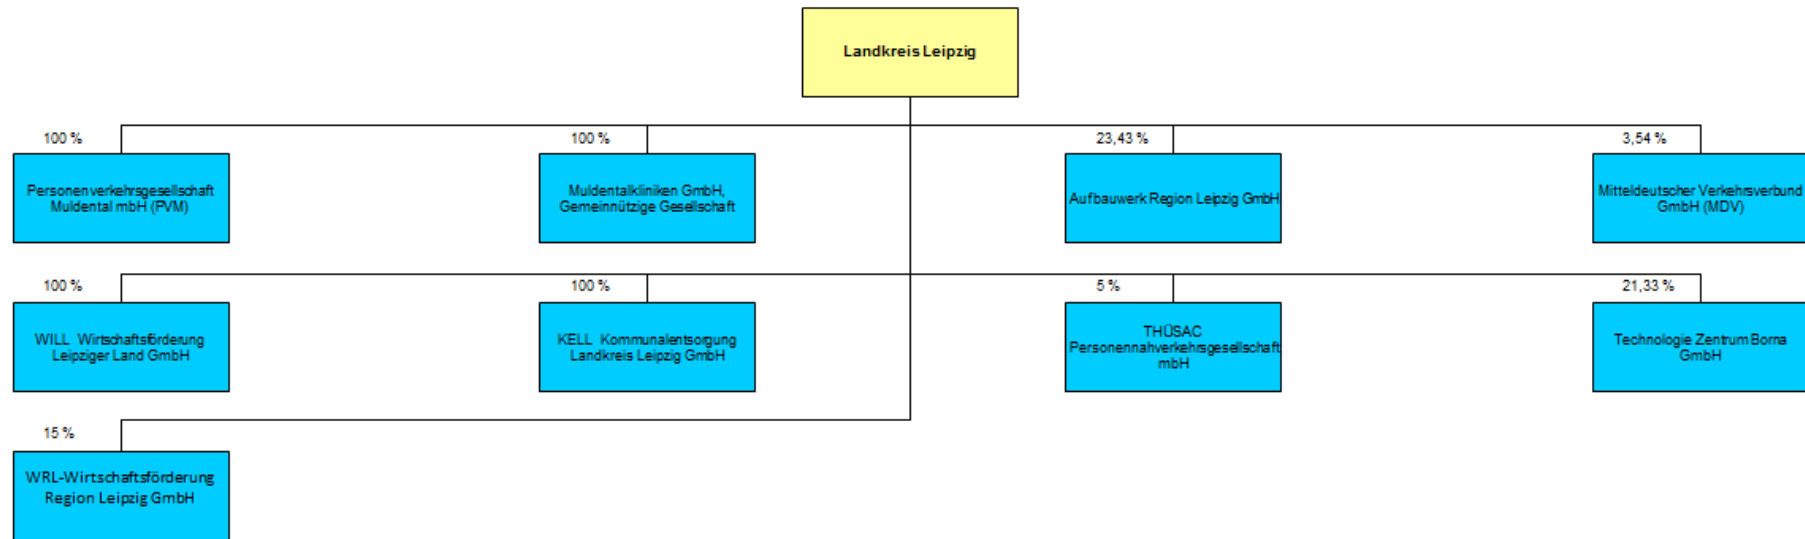 Landkreis Leipzig
100 %
Personenverkehrsgesellschaft
Muldental mbH (PVM)
100 %
Muldentalkliniken GmbH,
Gemeinnützige Gesellschaft
23,43 %
Aufbauwerk Region Leipzig GmbH
3,54 %
Mitteldeutscher Verkehrsverbund
GmbH (MDV)
100 %
WILL Wirtschaftsförderung
Leipziger Land GmbH
100 %
KELL Kommunalentsorgung
Landkreis Leipzig GmbH
5 %
THÜSAC
Personennahverkehrsgesellschaft
mbH
21,33 %
Technologie Zentrum Borna
GmbH
15 %
WRL-Wirtschaftsförderung
Region Leipzig GmbH